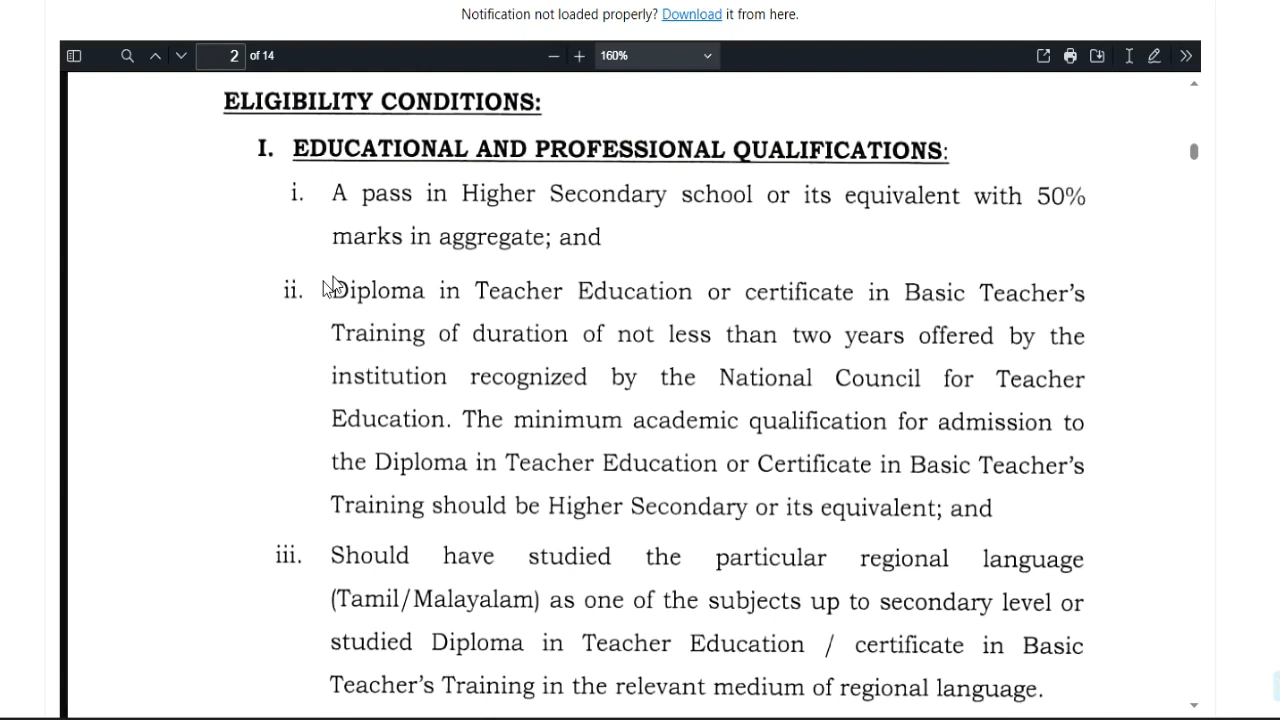 Notification not loaded properly? Download it from here.
2 of 14
160%
ELIGIBILITY CONDITIONS:
I. EDUCATIONAL AND PROFESSIONAL QUALIFICATIONS:
i. A pass in Higher Secondary school or its equivalent with 50%
marks in aggregate; and
ii. Diploma in Teacher Education or certificate in Basic Teacher's
Training of duration of not less than two years offered by the
institution recognized by the National Council for Teacher
Education. The minimum academic qualification for admission to
the Diploma in Teacher Education or Certificate in Basic Teacher's
Training should be Higher Secondary or its equivalent; and
iii. Should have studied the particular regional language
(Tamil/Malayalam) as one of the subjects up to secondary level or
studied Diploma in Teacher Education / certificate in Basic
Teacher's Training in the relevant medium of regional language.